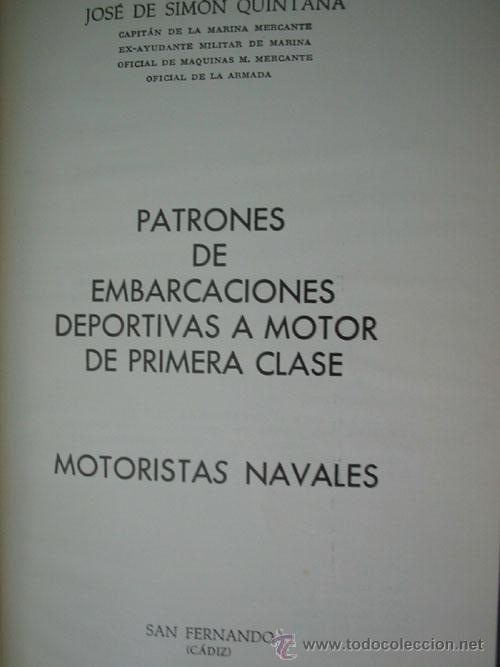 JOSÉ DE SIMÓN QUINTANA
CAPITÁN DE LA MARINA MERCANTE
EX-AYUDANTE MILITAR DE MARINA
OFICIAL DE MAQUINAS M. MERCANTE
OFICIAL DE LA ARMADA
PATRONES
DE
EMBARCACIONES
DEPORTIVAS A MOTOR
DE PRIMERA CLASE
MOTORISTAS NAVALES
SAN FERNANDO
(CÁDIZ)
www.todocoleccion.net